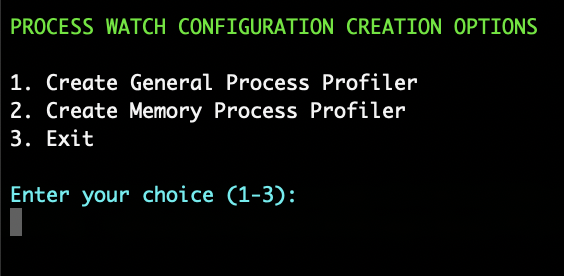 PROCESS WATCH CONFIGURATION CREATION OPTIONS
1. Create General Process Profiler
2. Create Memory Process Profiler
3. Exit
Enter your choice (1-3):